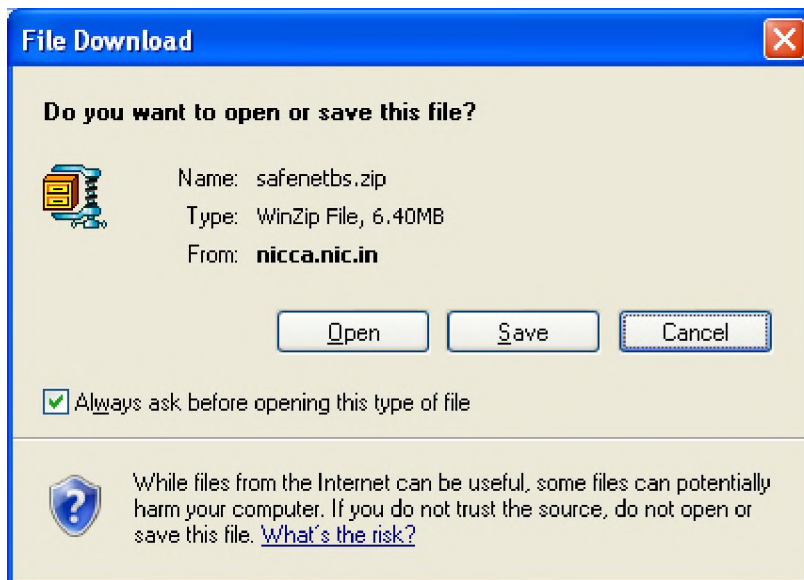 File Download
Do you want to open or save this file?
Name: safenetbs.zip
Type: WinZip File, 6.40MB
From: nicca.nic.in
Open Save Cancel
Always ask before opening this type of file
While files from the Internet can be useful, some files can potentially
harm your computer. If you do not trust the source, do not open or
save this file. What's the risk?